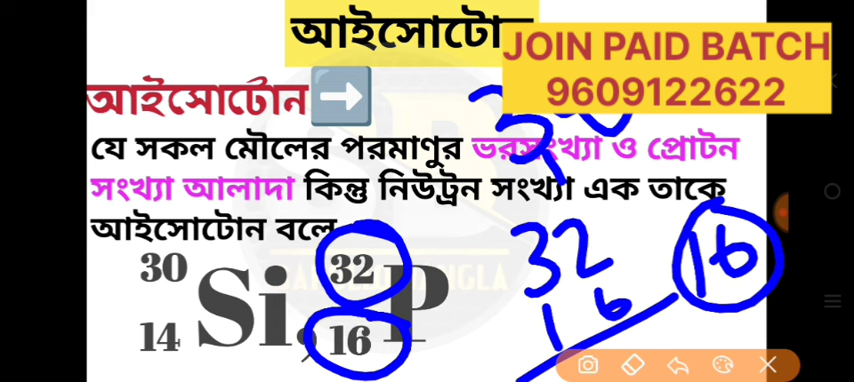 আইসোটো
JOIN PAID BATCH
9609122622
আইসোর্টোন
যে সকল মৌলের পরমাণুর ভরসংখ্যা ও প্রোটন
সংখ্যা আলাদা কিন্তু নিউট্রন সংখ্যা এক তাকে
আইসোটোন বলে
30 32
Si, P
14 16
32
16
16